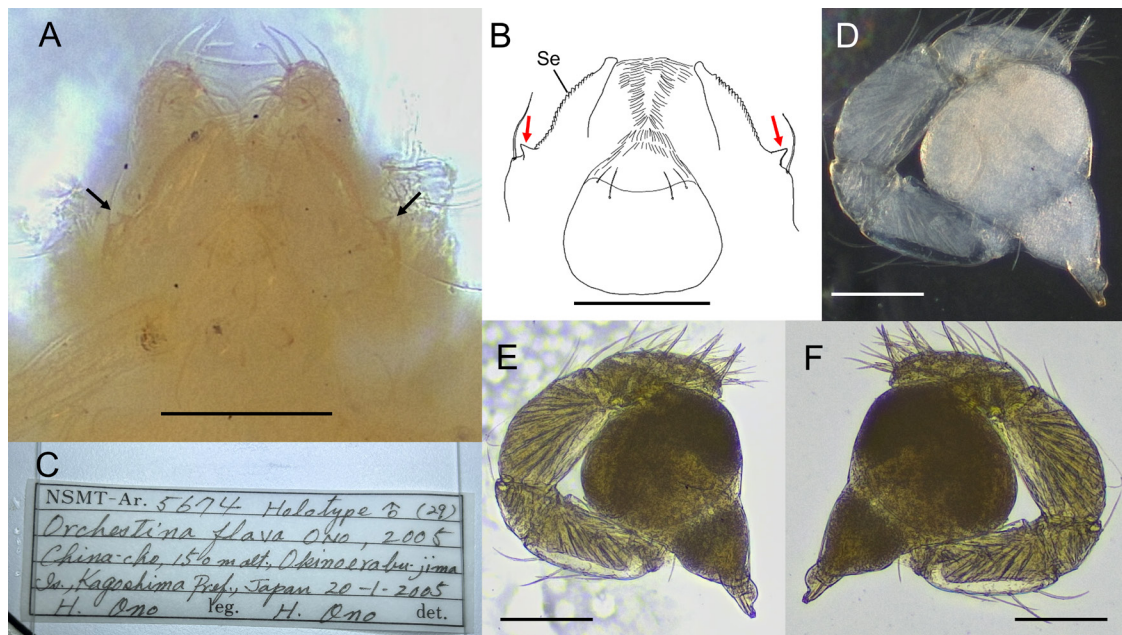 A
B
Se
D
C
NSMT-Ar. 5674 Holotype ♂ (29)
Orchestina flava Ono, 2005
China-cho, 150 m alt., Okinoerabu-jima
Is., Kagoshima Pref., Japan 20-1-2005
H. Ono leg. H. Ono det.
E
F